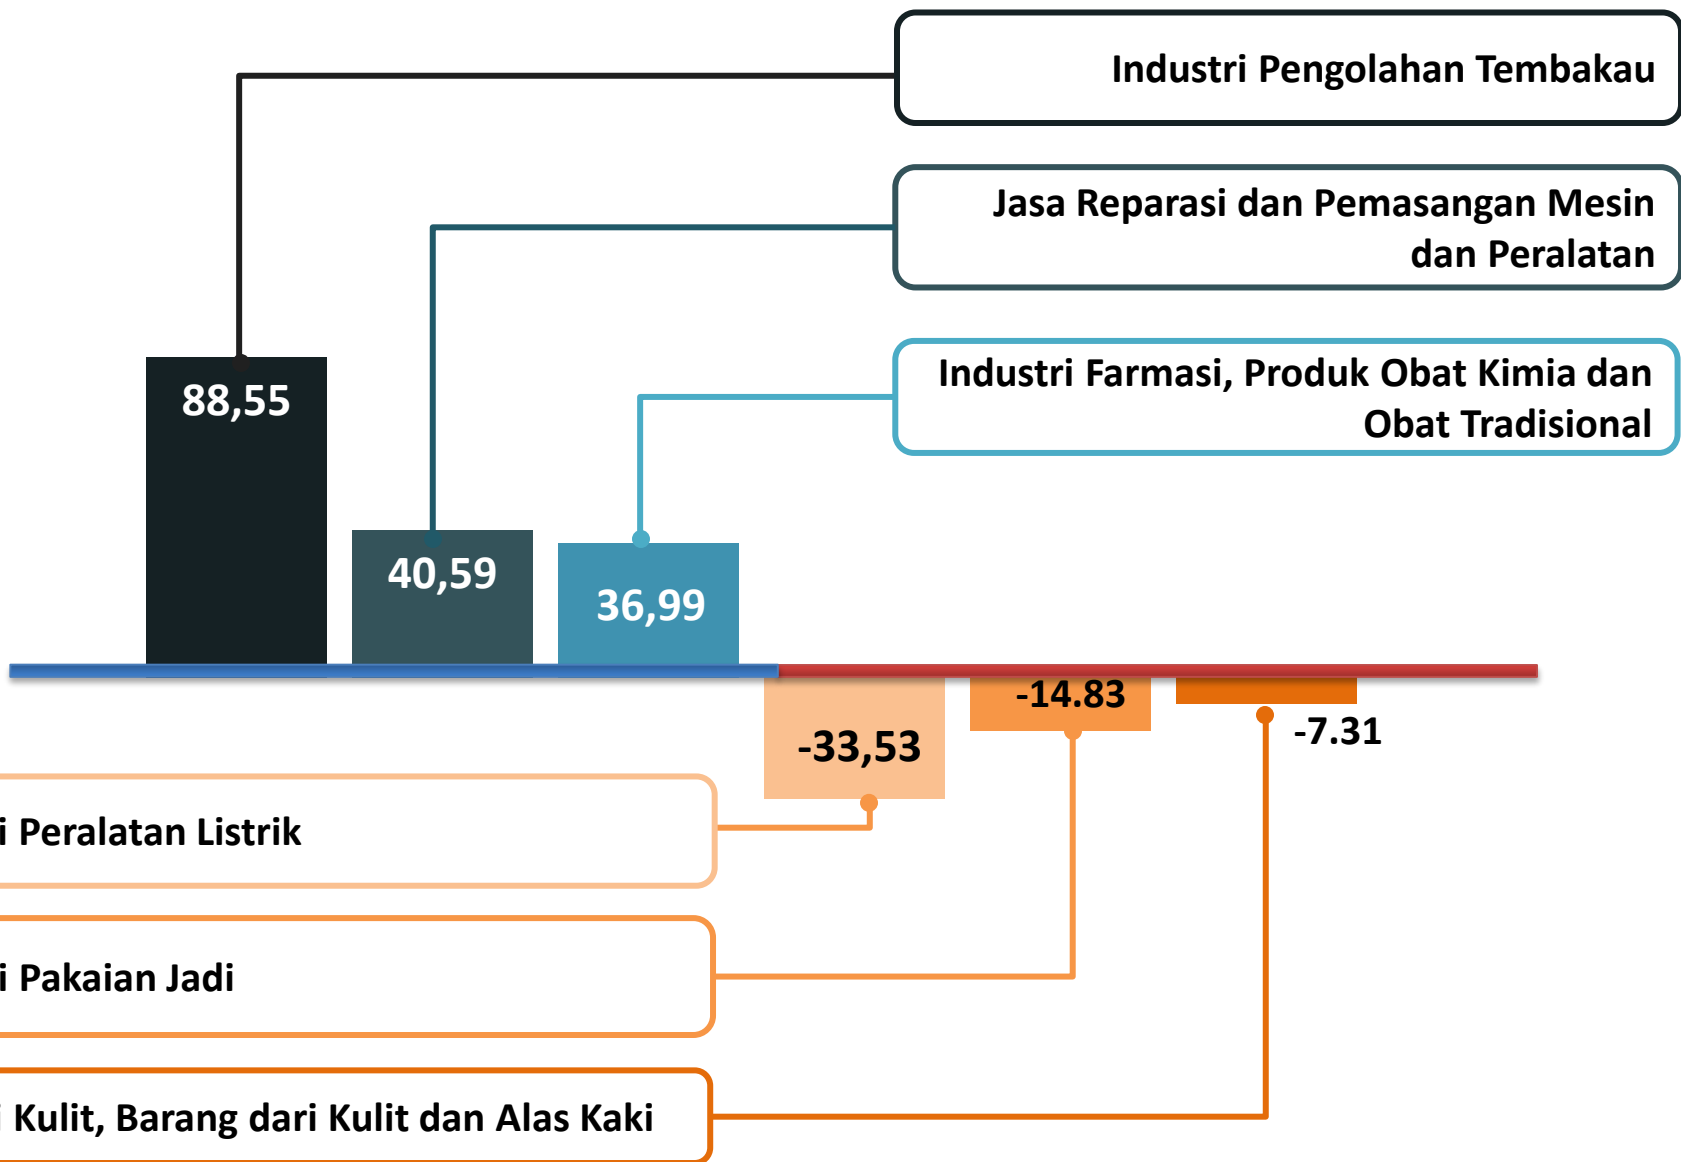 Industri Pengolahan Tembakau
Jasa Reparasi dan Pemasangan Mesin
dan Peralatan
Industri Farmasi, Produk Obat Kimia dan
Obat Tradisional
88,55
40,59
36,99
-33,53
-14.83
-7.31
i Peralatan Listrik
i Pakaian Jadi
i Kulit, Barang dari Kulit dan Alas Kaki